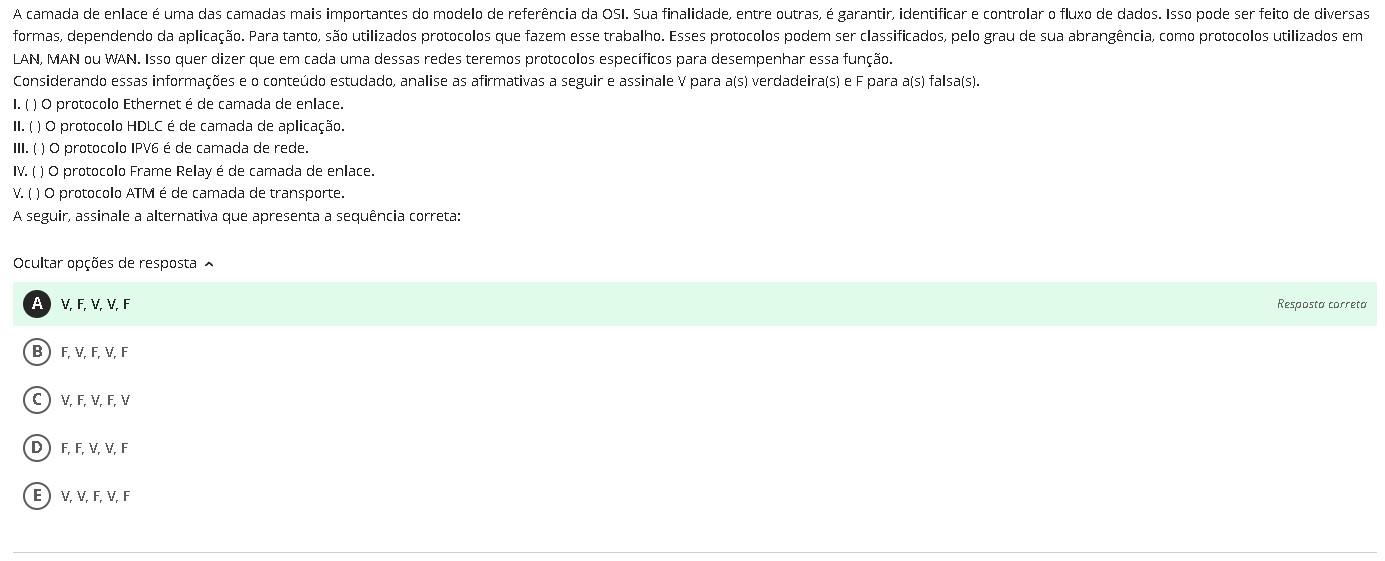 A camada de enlace é uma das camadas mais importantes do modelo de referência da OSI. Sua finalidade, entre outras, é garantir, identificar e controlar o fluxo de dados. Isso pode ser feito de diversas
formas, dependendo da aplicação. Para tanto, são utilizados protocolos que fazem esse trabalho. Esses protocolos podem ser classificados, pelo grau de sua abrangência, como protocolos utilizados em
LAN, MAN ou WAN. Isso quer dizer que em cada uma dessas redes teremos protocolos específicos para desempenhar essa função.
Considerando essas informações e o conteúdo estudado, analise as afirmativas a seguir e assinale V para a(s) verdadeira(s) e F para a(s) falsa(s).
I. ( ) O protocolo Ethernet é de camada de enlace.
II. ( ) O protocolo HDLC é de camada de aplicação.
III. ( ) O protocolo IPV6 é de camada de rede.
IV. ( ) O protocolo Frame Relay é de camada de enlace.
V. ( ) O protocolo ATM é de camada de transporte.
A seguir, assinale a alternativa que apresenta a sequência correta:
Ocultar opções de resposta
A V, F, V, V, F Resposta correta
B F, V, F, V, F
C V, F, V, F, V
D F, F, V, V, F
E V, V, F, V, F